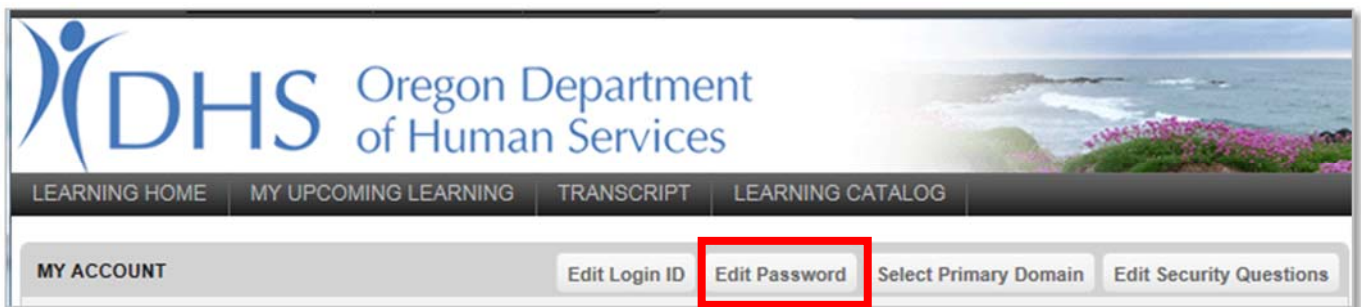 DHS Oregon Department
of Human Services
LEARNING HOME MY UPCOMING LEARNING TRANSCRIPT LEARNING CATALOG
MY ACCOUNT Edit Login ID Edit Password Select Primary Domain Edit Security Questions